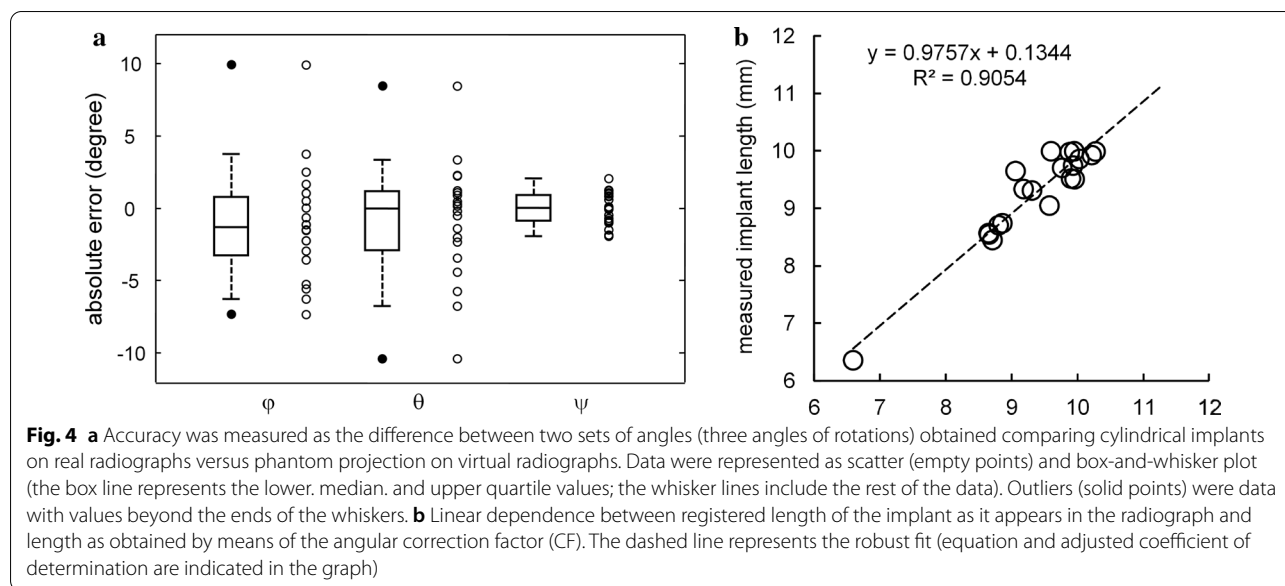 a
10
5
0
-5
-10
absolute error (degree)
φ
θ
ψ
b
y = 0.9757x + 0.1344
R² = 0.9054
12
11
10
9
8
7
6
measured implant length (mm)
6 7 8 9 10 11 12
Fig. 4 a Accuracy was measured as the difference between two sets of angles (three angles of rotations) obtained comparing cylindrical implants
on real radiographs versus phantom projection on virtual radiographs. Data were represented as scatter (empty points) and box-and-whisker plot
(the box line represents the lower. median. and upper quartile values; the whisker lines include the rest of the data). Outliers (solid points) were data
with values beyond the ends of the whiskers. b Linear dependence between registered length of the implant as it appears in the radiograph and
length as obtained by means of the angular correction factor (CF). The dashed line represents the robust fit (equation and adjusted coefficient of
determination are indicated in the graph)